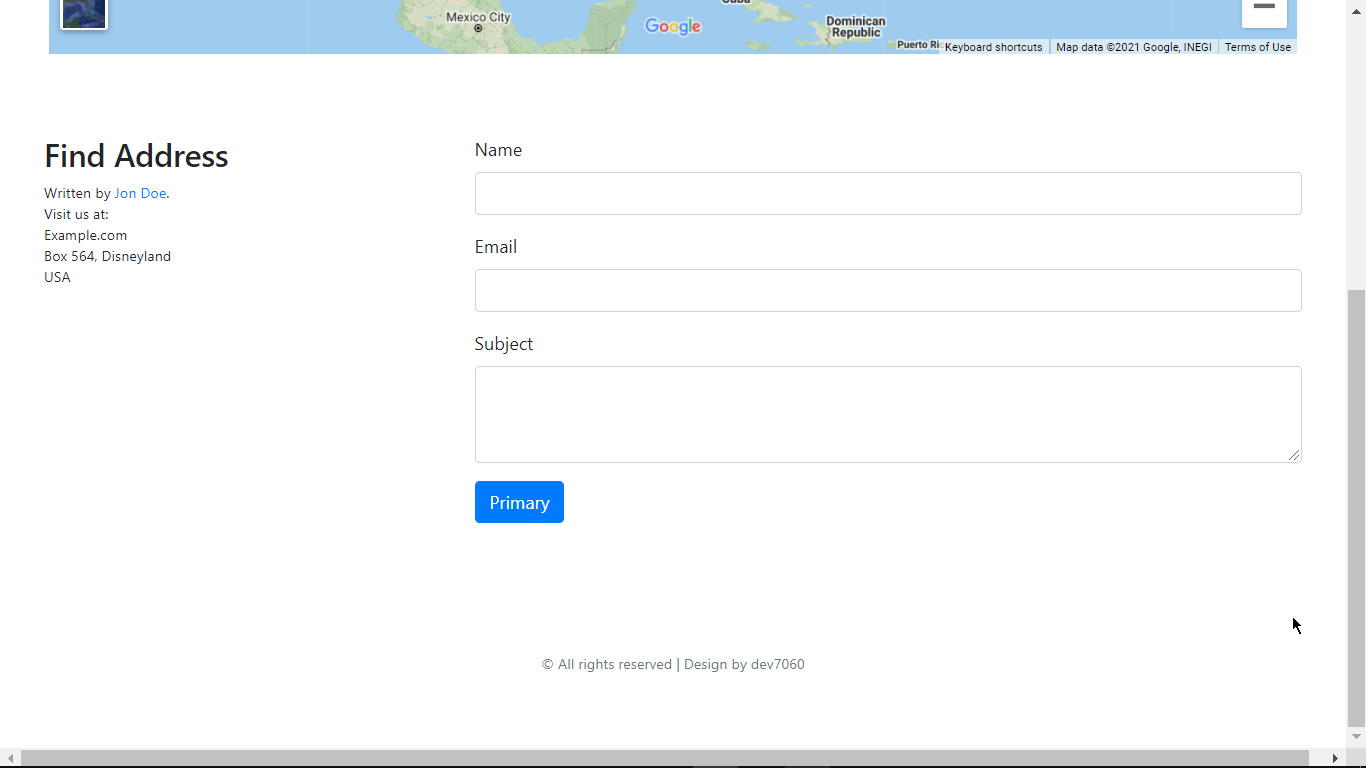 Mexico City
Google
Dominican
Republic
Keyboard shortcuts
Map data ©2021 Google, INEGI
Terms of Use
Find Address
Written by Jon Doe.
Visit us at:
Example.com
Box 564, Disneyland
USA
Name
Email
Subject
Primary
© All rights reserved | Design by dev7060